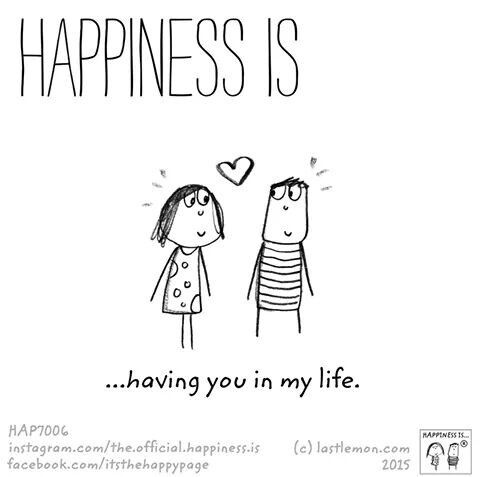 HAPPINESS IS
...having you in my life.
HAP7006
instagram.com/the.official.happiness.is
facebook.com/itsthehappypage
(c) lastlemon.com
2015
HAPPINESS IS...